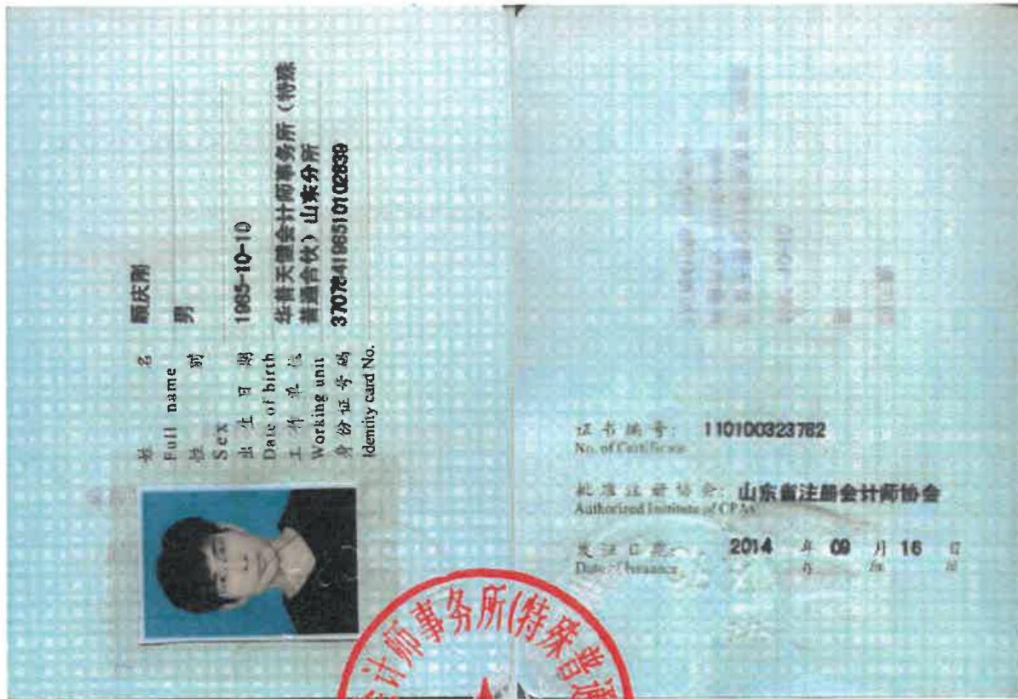 姓 名 顾庆刚
Full name
性 别 男
Sex
出 生 日 期 1985-10-10
Date of birth
工 作 单 位 华普天健会计师事务所（特殊
Working unit 普通合伙）山东分所
身份证号码
Identity card No.
证书编号： 110100323782
No. of Certificate
批准注册协会： 山东省注册会计师协会
Authorized Institute of CPAs
发证日期： 2014 年 09 月 16 日
Date of Issuance
计师事务所(特殊普通